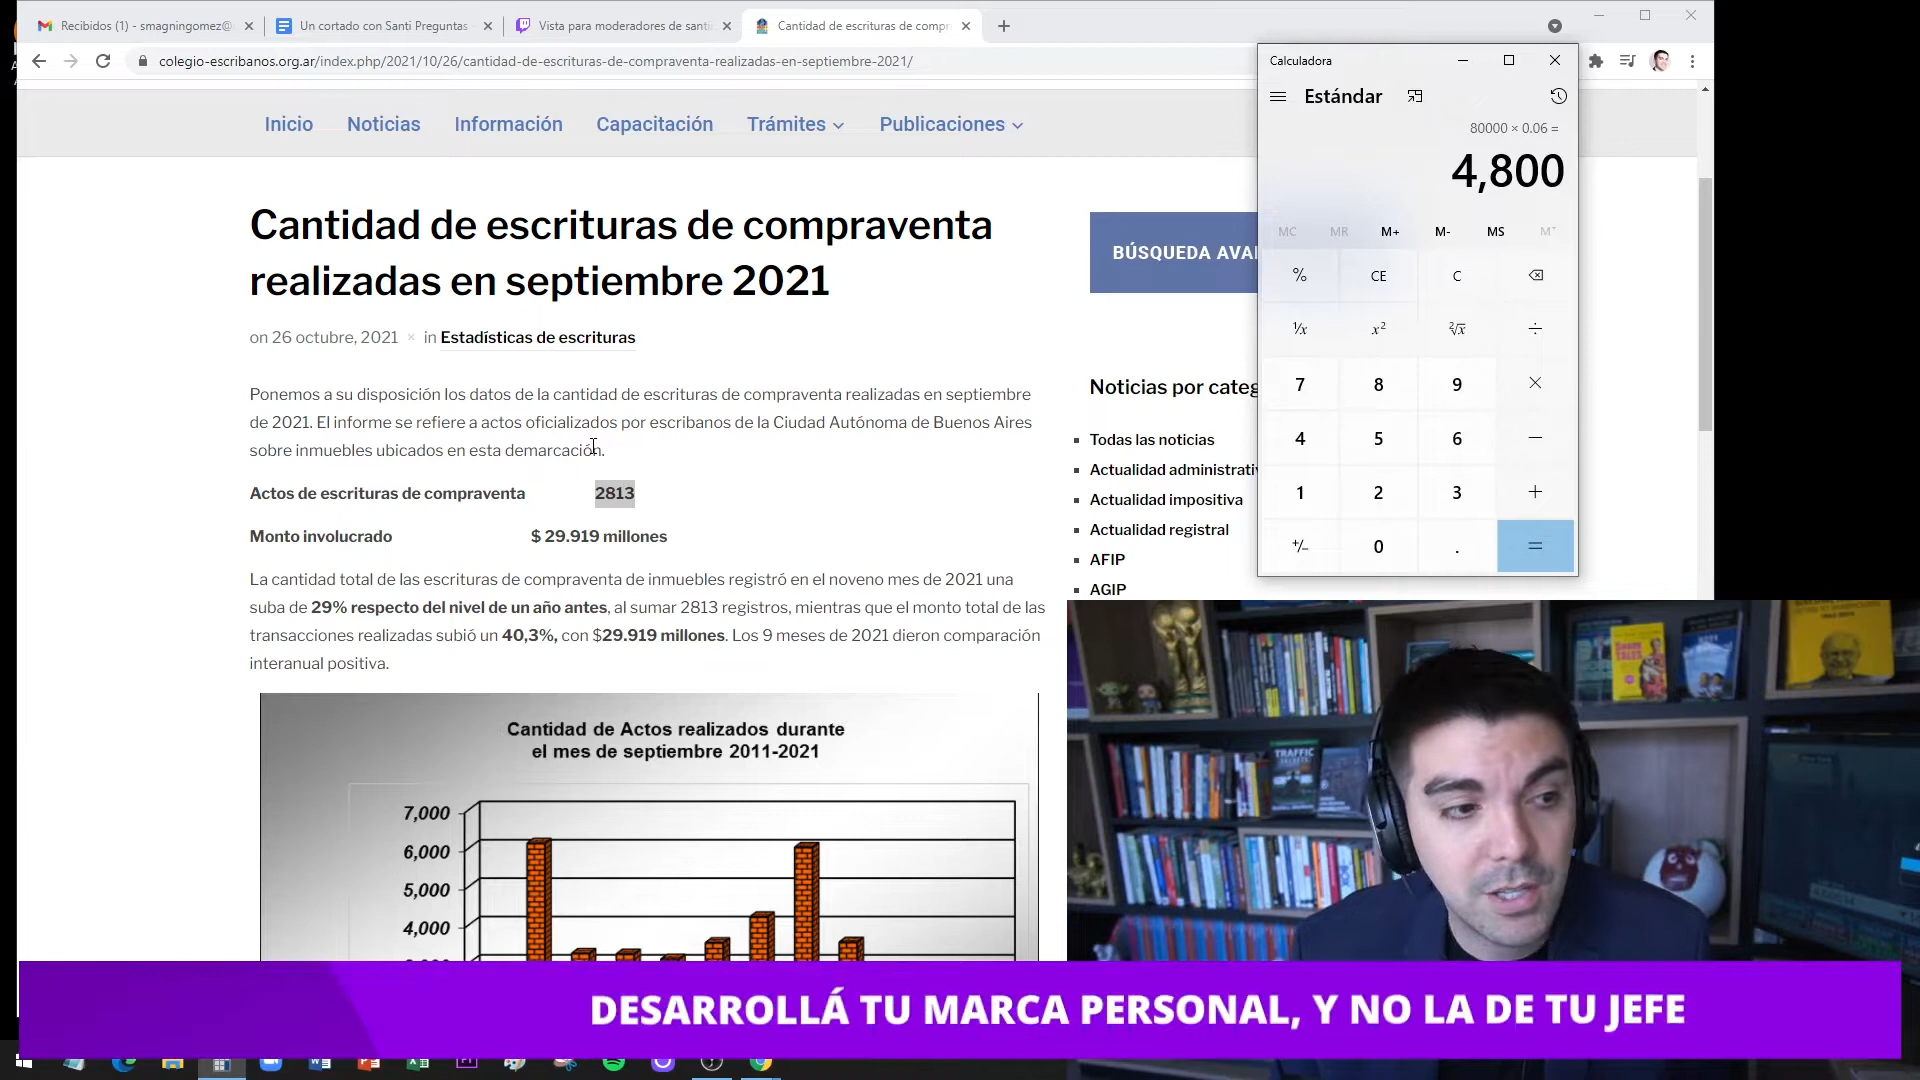 Recibidos (1) - smagningomez@
Un cortado con Santi Preguntas
Vista para moderadores de santi
Cantidad de escrituras de compr
colegio-escribanos.org.ar/index.php/2021/10/26/cantidad-de-escrituras-de-compraventa-realizadas-en-septiembre-2021/
Inicio
Noticias
Información
Capacitación
Trámites
Publicaciones
Cantidad de escrituras de compraventa
realizadas en septiembre 2021
on 26 octubre, 2021 × in Estadísticas de escrituras
Ponemos a su disposición los datos de la cantidad de escrituras de compraventa realizadas en septiembre
de 2021. El informe se refiere a actos oficializados por escribanos de la Ciudad Autónoma de Buenos Aires
sobre inmuebles ubicados en esta demarcación.
Actos de escrituras de compraventa 2813
Monto involucrado $ 29.919 millones
La cantidad total de las escrituras de compraventa de inmuebles registró en el noveno mes de 2021 una
suba de 29% respecto del nivel de un año antes, al sumar 2813 registros, mientras que el monto total de las
transacciones realizadas subió un 40,3%, con $29.919 millones. Los 9 meses de 2021 dieron comparación
interanual positiva.
Cantidad de Actos realizados durante
el mes de septiembre 2011-2021
7,000
6,000
5,000
4,000
BÚSQUEDA AVA
Noticias por categ
Todas las noticias
Actualidad administrativ
Actualidad impositiva
Actualidad registral
AFIP
AGIP
Calculadora
Estándar
80000 × 0.06 =
4,800
MC MR M+ M- MS M˅
% CE C
¹/x x² ²√x ÷
7 8 9 ×
4 5 6 −
1 2 3 +
+/− 0 . =
TRAFFIC
SECRETS
DESARROLLÁ TU MARCA PERSONAL, Y NO LA DE TU JEFE